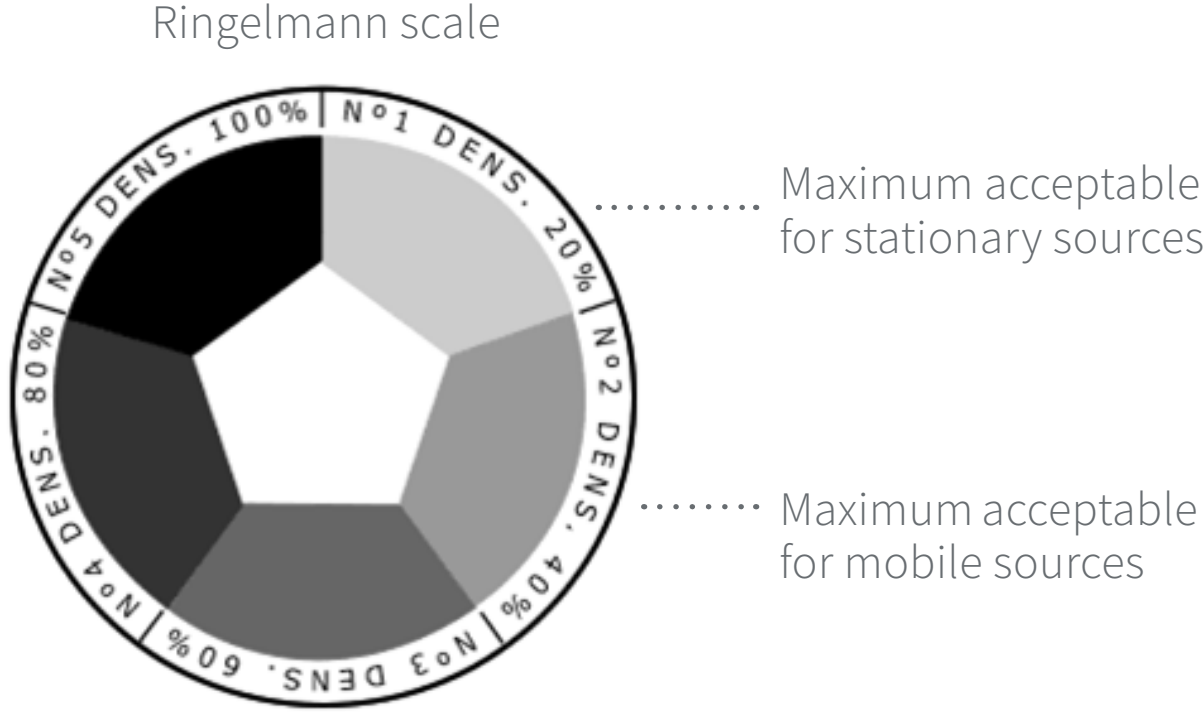 Ringelmann scale
Nº1 DENS. 20%
Nº2 DENS. 40%
Nº3 DENS. 60%
Nº4 DENS. 80%
Nº5 DENS. 100%
Maximum acceptable
for stationary sources
Maximum acceptable
for mobile sources